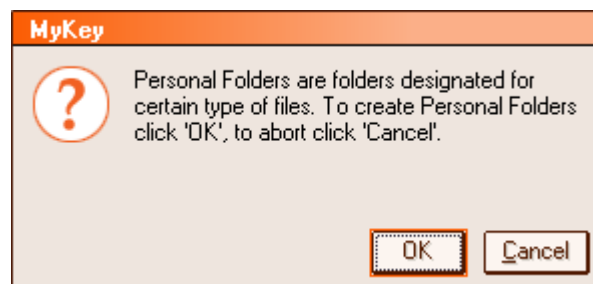 MyKey
Personal Folders are folders designated for
certain type of files. To create Personal Folders
click 'OK', to abort click 'Cancel'.
OK Cancel